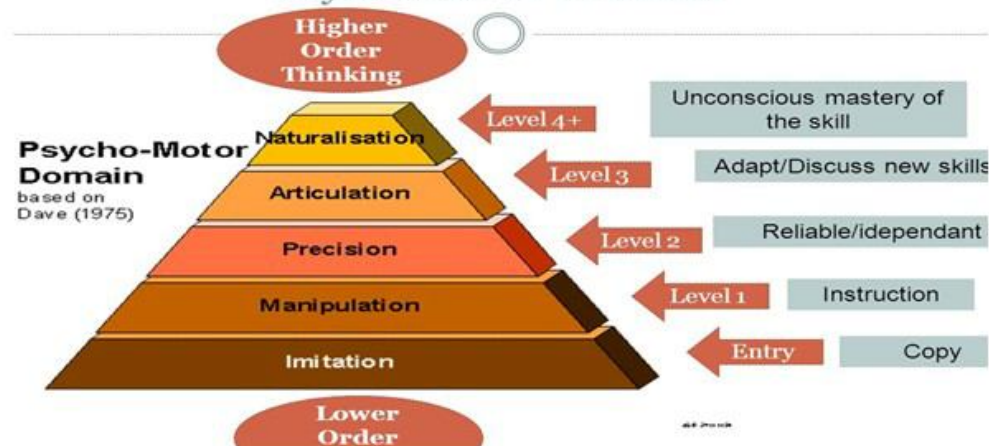 Higher
Order
Thinking
Naturalisation
Level 4+
Unconscious mastery of
the skill
Psycho-Motor
Domain
based on
Dave (1975)
Articulation
Level 3
Adapt/Discuss new skills
Precision
Level 2
Reliable/idependant
Manipulation
Level 1
Instruction
Imitation
Entry
Copy
Lower
Order